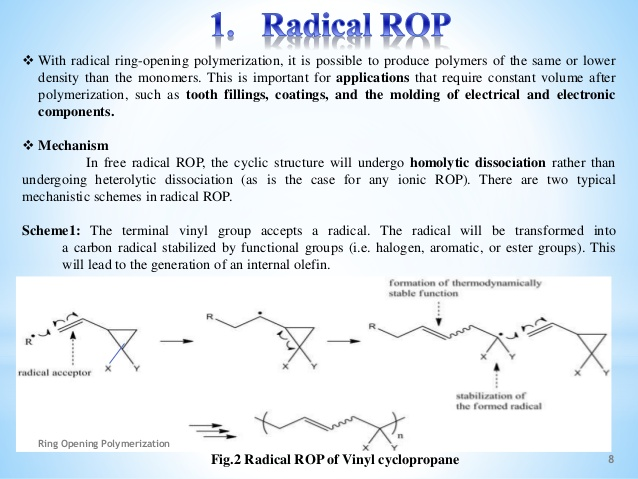 1. Radical ROP
❖ With radical ring-opening polymerization, it is possible to produce polymers of the same or lower
density than the monomers. This is important for applications that require constant volume after
polymerization, such as tooth fillings, coatings, and the molding of electrical and electronic
components.
❖ Mechanism
In free radical ROP, the cyclic structure will undergo homolytic dissociation rather than
undergoing heterolytic dissociation (as is the case for any ionic ROP). There are two typical
mechanistic schemes in radical ROP.
Scheme1: The terminal vinyl group accepts a radical. The radical will be transformed into
a carbon radical stabilized by functional groups (i.e. halogen, aromatic, or ester groups). This
will lead to the generation of an internal olefin.
formation of thermodynamically
stable function
R R R
X Y X Y X Y X Y
radical acceptor
stabilization of
the formed radical
n
X Y
Ring Opening Polymerization
Fig.2 Radical ROP of Vinyl cyclopropane
8